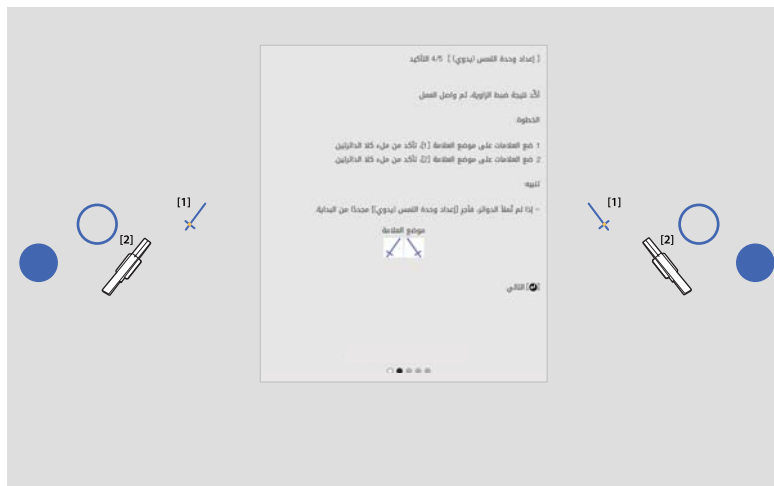 [ إعداد وحدة اللمس (يدوي) ] 4/5 التأكيد
أكّد نتيجة ضبط الزاوية، ثم واصل العمل.
الخطوة:
1 ضع العلامات على موضع العلامة [1]، تأكد من ملء كلا الدائرتين.
2 ضع العلامات على موضع العلامة [2]، تأكد من ملء كلا الدائرتين.
تنبيه:
– إذا لم تُملأ الدوائر، فأجرِ [إعداد وحدة اللمس (يدوي)] مجددًا من البداية.
موضع العلامة
[1]
[1]
[2]
[2]
[] التالي